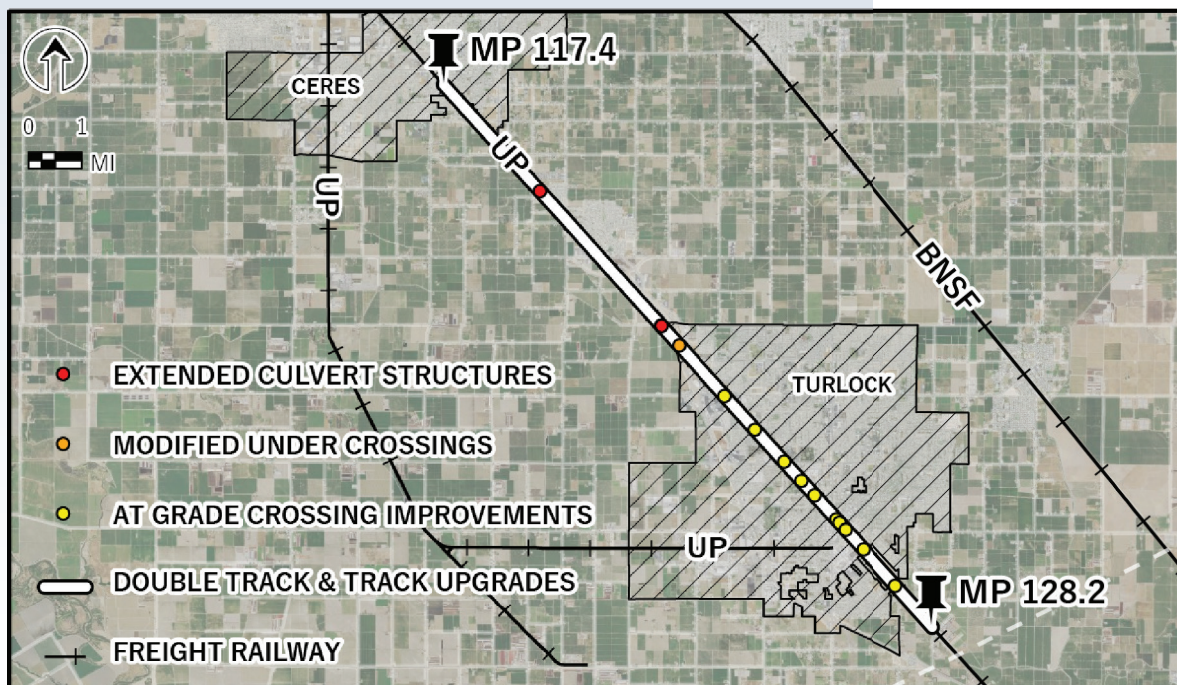 MP 117.4
CERES
0 1
MI
UP
UP
BNSF
EXTENDED CULVERT STRUCTURES
TURLOCK
MODIFIED UNDER CROSSINGS
AT GRADE CROSSING IMPROVEMENTS
UP
DOUBLE TRACK & TRACK UPGRADES
MP 128.2
FREIGHT RAILWAY